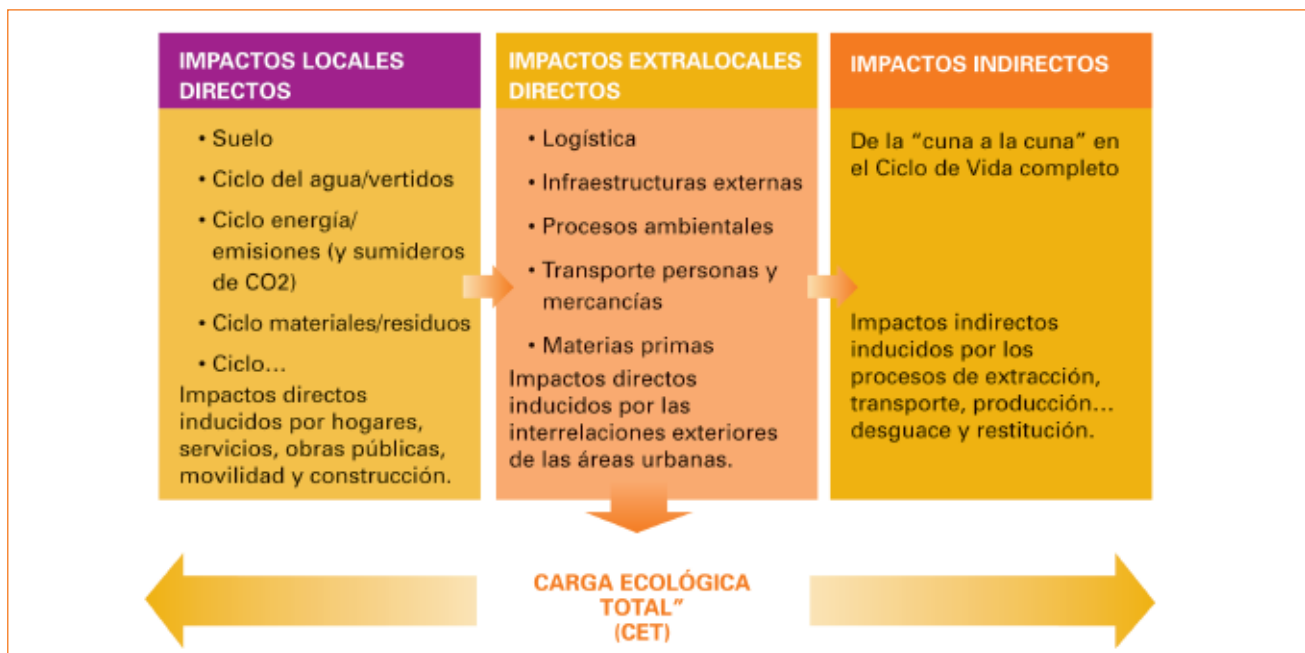 IMPACTOS LOCALES
DIRECTOS
• Suelo
• Ciclo del agua/vertidos
• Ciclo energía/
emisiones (y sumideros
de CO2)
• Ciclo materiales/residuos
• Ciclo...
Impactos directos
inducidos por hogares,
servicios, obras públicas,
movilidad y construcción.
IMPACTOS EXTRALOCALES
DIRECTOS
• Logística
• Infraestructuras externas
• Procesos ambientales
• Transporte personas y
mercancías
• Materias primas
Impactos directos
inducidos por las
interrelaciones exteriores
de las áreas urbanas.
IMPACTOS INDIRECTOS
De la “cuna a la cuna” en
el Ciclo de Vida completo
Impactos indirectos
inducidos por los
procesos de extracción,
transporte, producción...
desguace y restitución.
CARGA ECOLÓGICA
TOTAL”
(CET)